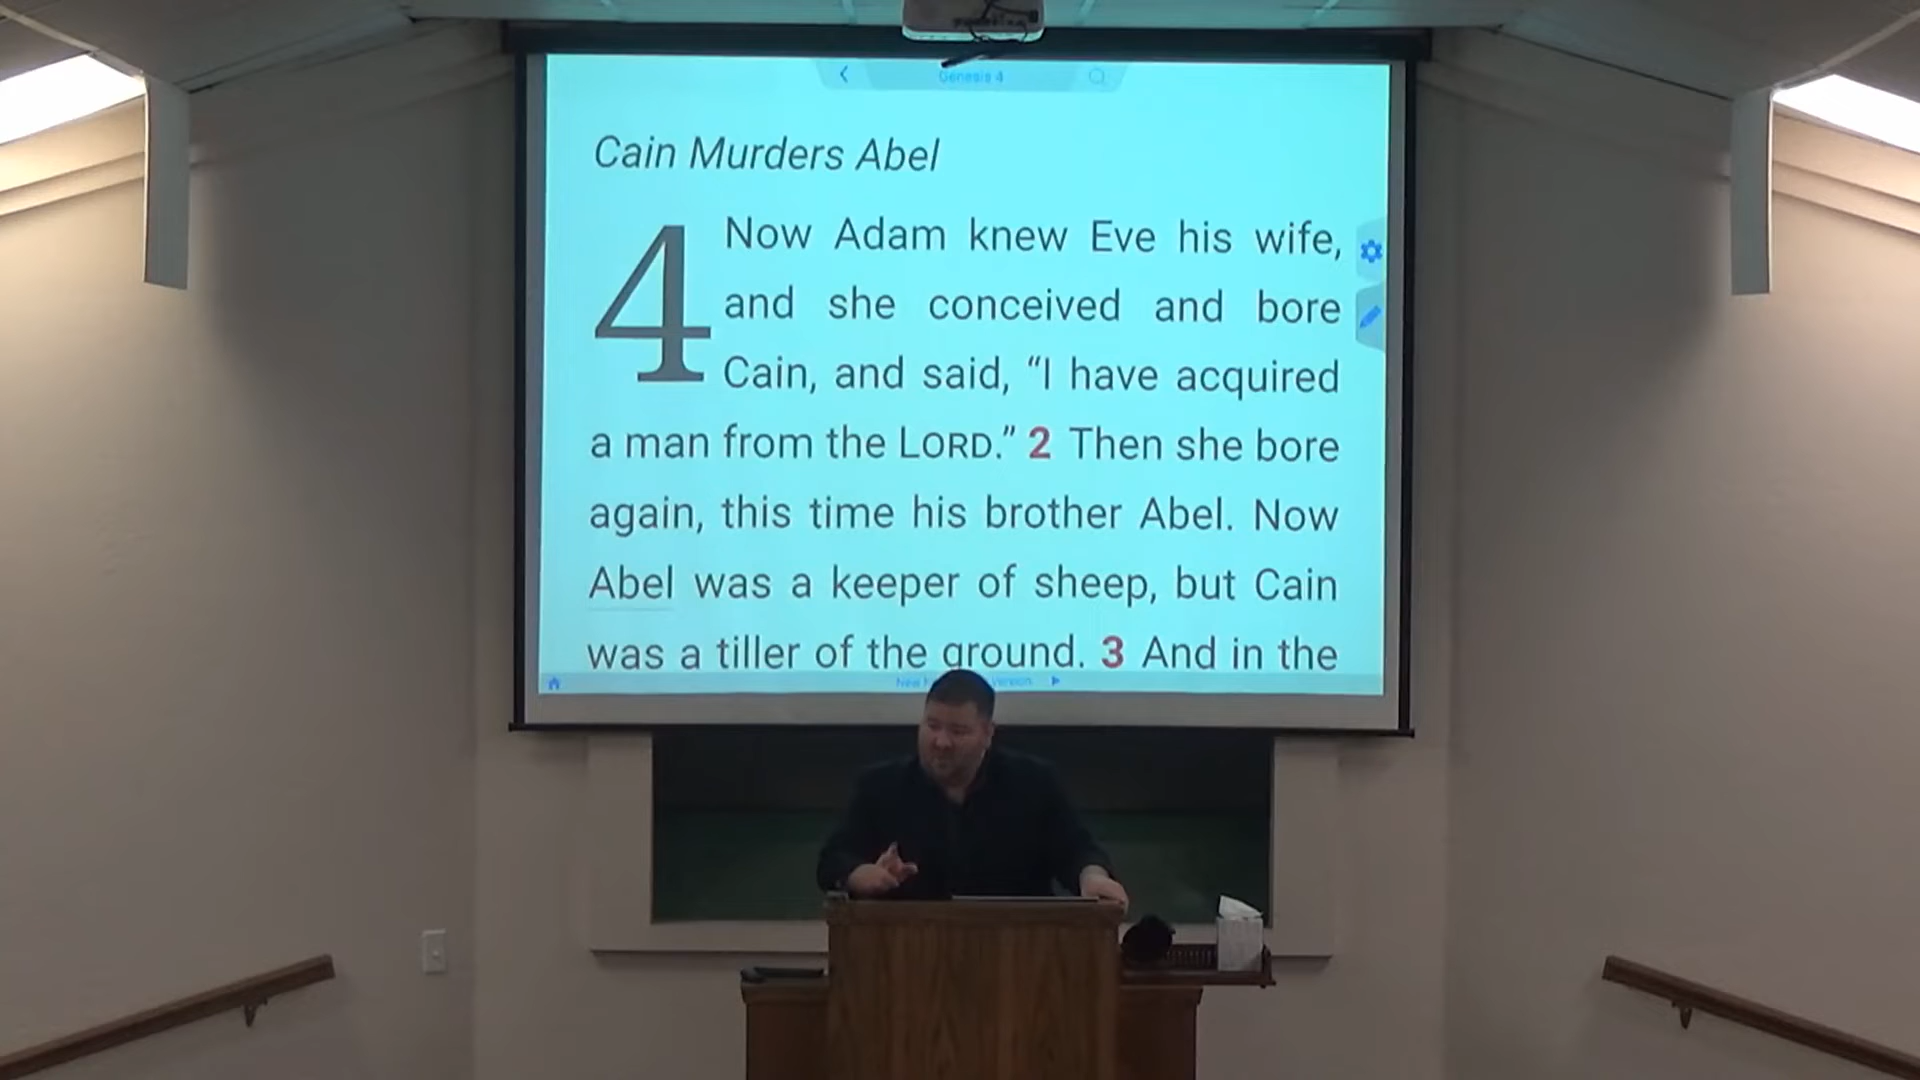 Genesis 4
Cain Murders Abel
4 Now Adam knew Eve his wife,
and she conceived and bore
Cain, and said, “I have acquired
a man from the LORD.” 2 Then she bore
again, this time his brother Abel. Now
Abel was a keeper of sheep, but Cain
was a tiller of the ground. 3 And in the
New Version